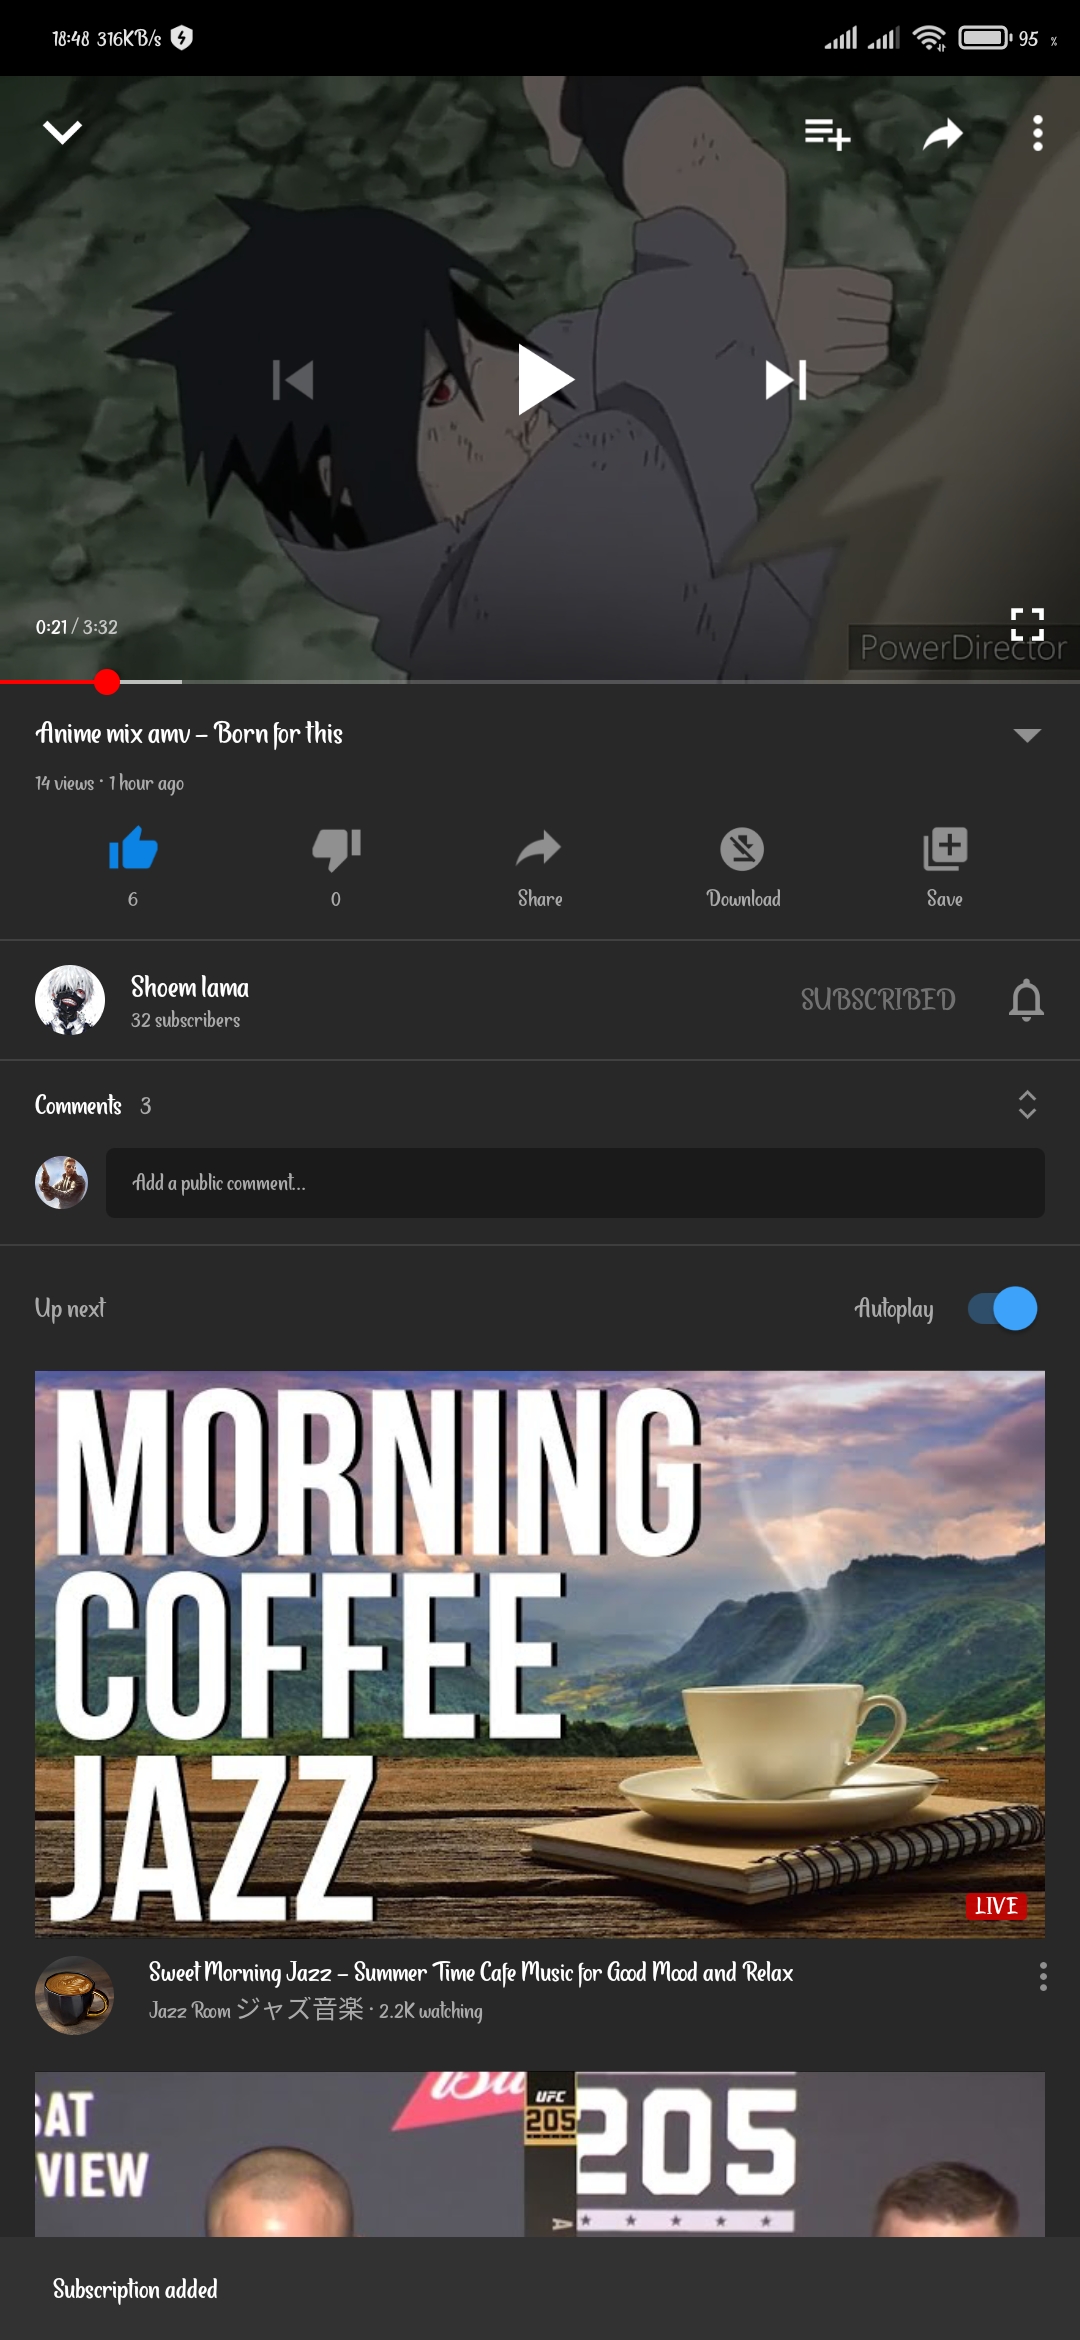 18:48 316KB/s
95 %
0:21 / 3:32
PowerDirector
Anime mix amv – Born for this
14 views · 1 hour ago
6
0
Share
Download
Save
Shoem lama
32 subscribers
SUBSCRIBED
Comments 3
Add a public comment...
Up next
Autoplay
MORNING
COFFEE
JAZZ
LIVE
Sweet Morning Jazz – Summer Time Cafe Music for Good Mood and Relax
Jazz Room ジャズ音楽 · 2.2K watching
UFC
205
205
VIEW
Subscription added